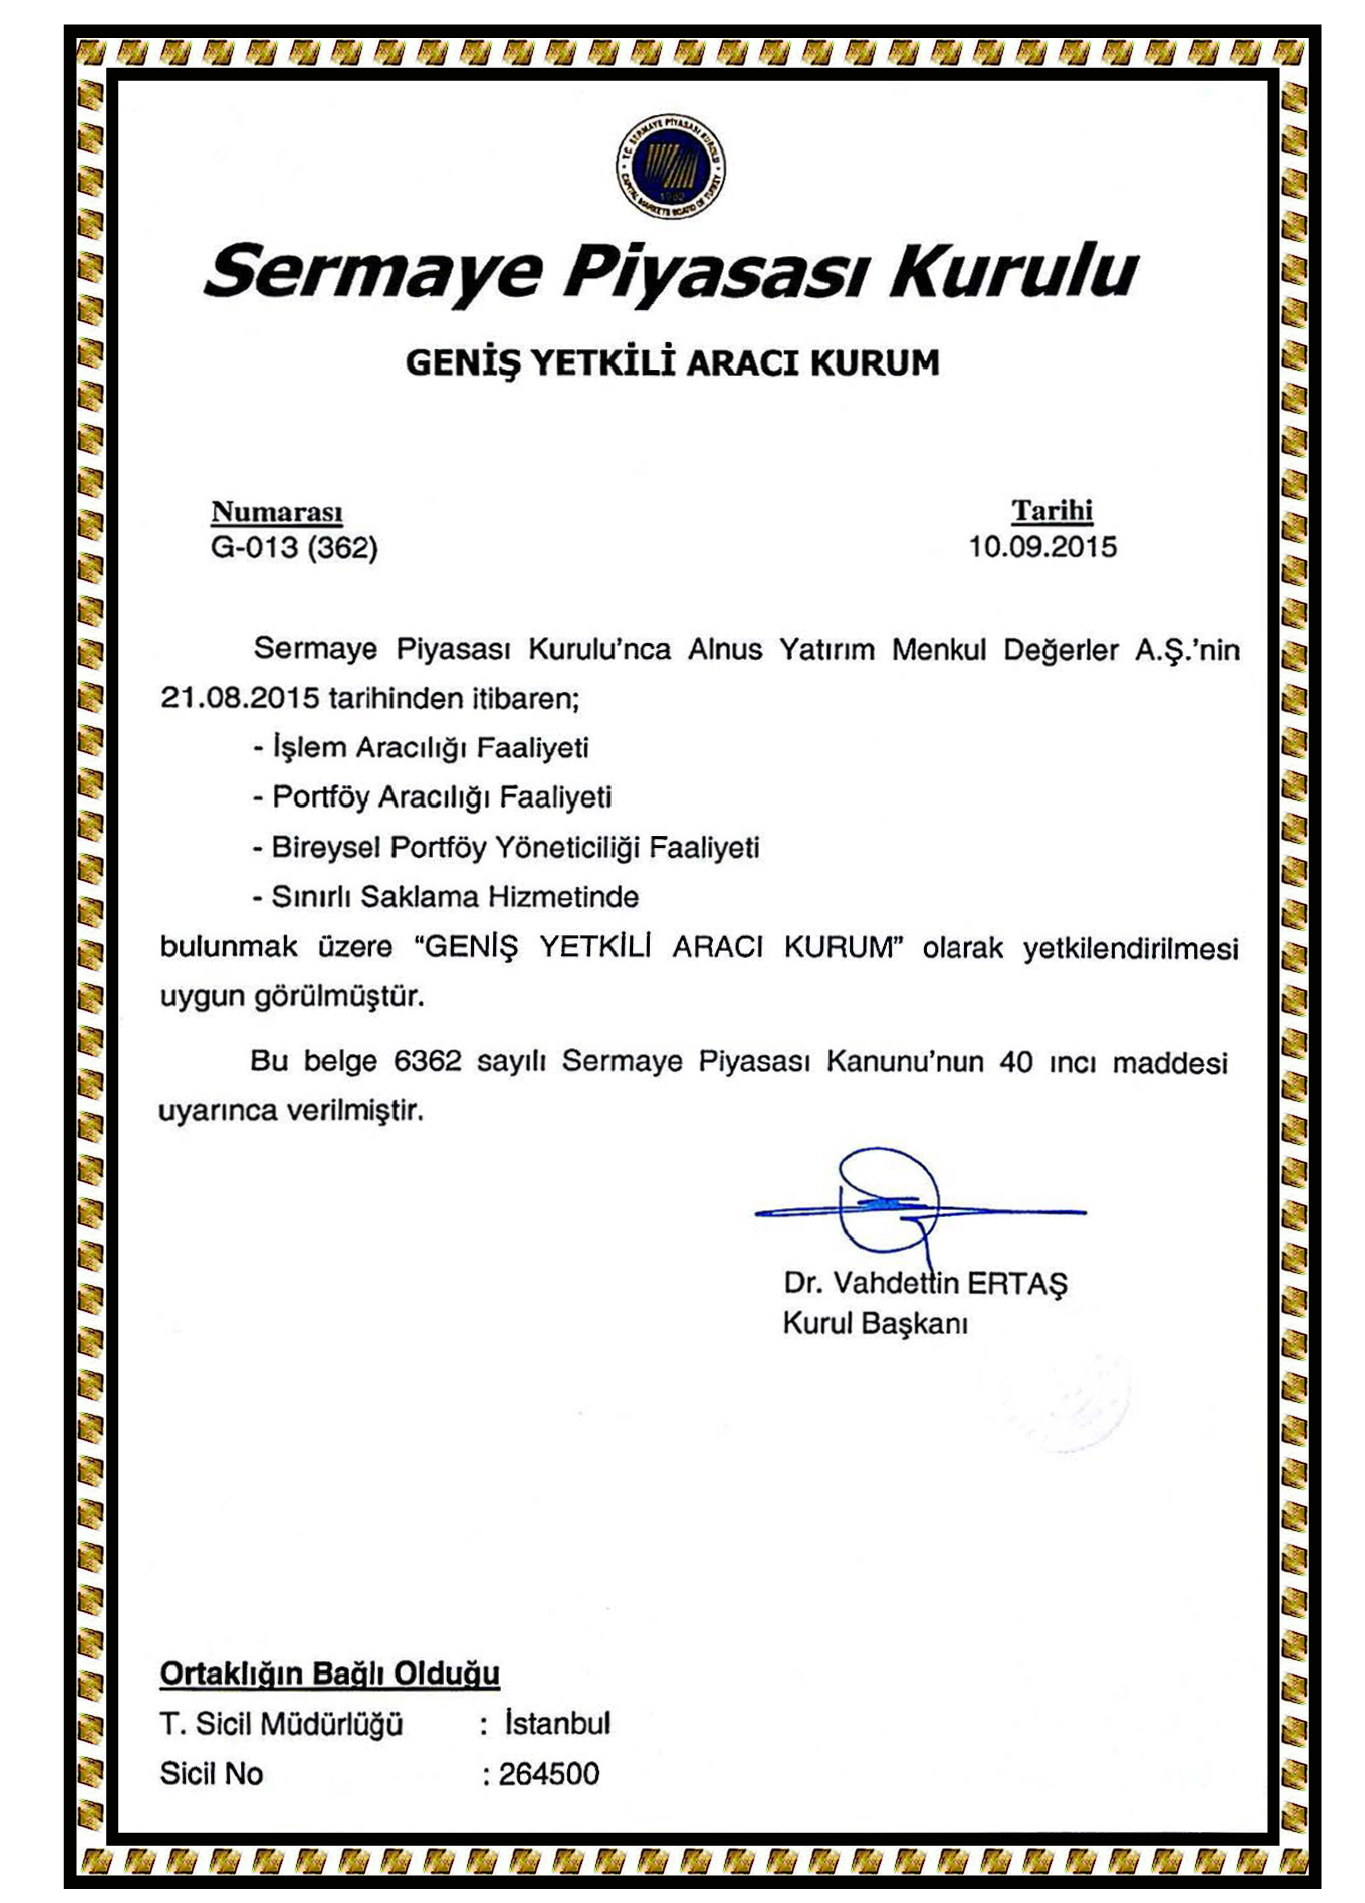 T.C. SERMAYE PİYASASI KURULU
CAPITAL MARKETS BOARD OF TURKEY
1982
Sermaye Piyasası Kurulu
GENİŞ YETKİLİ ARACI KURUM
Numarası
G-013 (362)
Tarihi
10.09.2015
Sermaye Piyasası Kurulu'nca Alnus Yatırım Menkul Değerler A.Ş.'nin
21.08.2015 tarihinden itibaren;
- İşlem Aracılığı Faaliyeti
- Portföy Aracılığı Faaliyeti
- Bireysel Portföy Yöneticiliği Faaliyeti
- Sınırlı Saklama Hizmetinde
bulunmak üzere “GENİŞ YETKİLİ ARACI KURUM” olarak yetkilendirilmesi
uygun görülmüştür.
Bu belge 6362 sayılı Sermaye Piyasası Kanunu'nun 40 ıncı maddesi
uyarınca verilmiştir.
Dr. Vahdettin ERTAŞ
Kurul Başkanı
Ortaklığın Bağlı Olduğu
T. Sicil Müdürlüğü : İstanbul
Sicil No : 264500